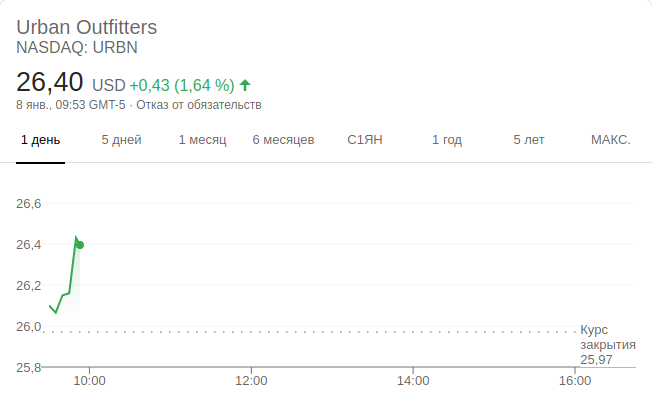 Urban Outfitters
NASDAQ: URBN
26,40 USD +0,43 (1,64 %)
8 янв., 09:53 GMT-5 · Отказ от обязательств
1 день 5 дней 1 месяц 6 месяцев С1ЯН 1 год 5 лет МАКС.
26,6
26,4
26,2
26,0
25,8
Курс
закрытия
25,97
10:00 12:00 14:00 16:00